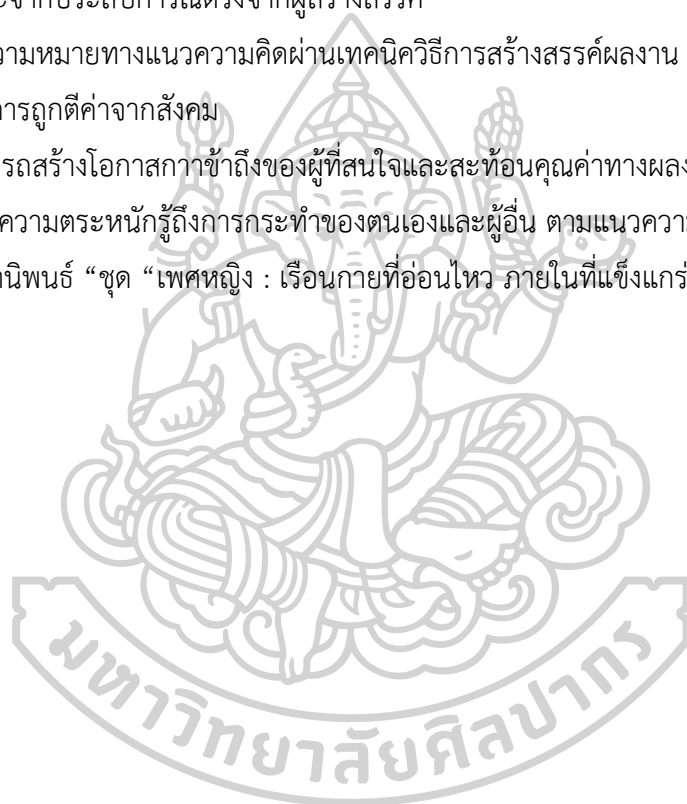 จากประสบการณ์ตรงจากผู้สร้างสรรค์
วามหมายทางแนวความคิดผ่านเทคนิควิธีการสร้างสรรค์ผลงาน
การถูกตีค่าจากสังคม
รถสร้างโอกาสกาาข้าถึงของผู้ที่สนใจและสะท้อนคุณค่าทางผลง
ความตระหนักรู้ถึงการกระทำของตนเองและผู้อื่น ตามแนวควา
านิพนธ์ “ชุด “เพศหญิง : เรือนกายที่อ่อนไหว ภายในที่แข็งแกร่
มหาวิทยาลัยศิลปากร